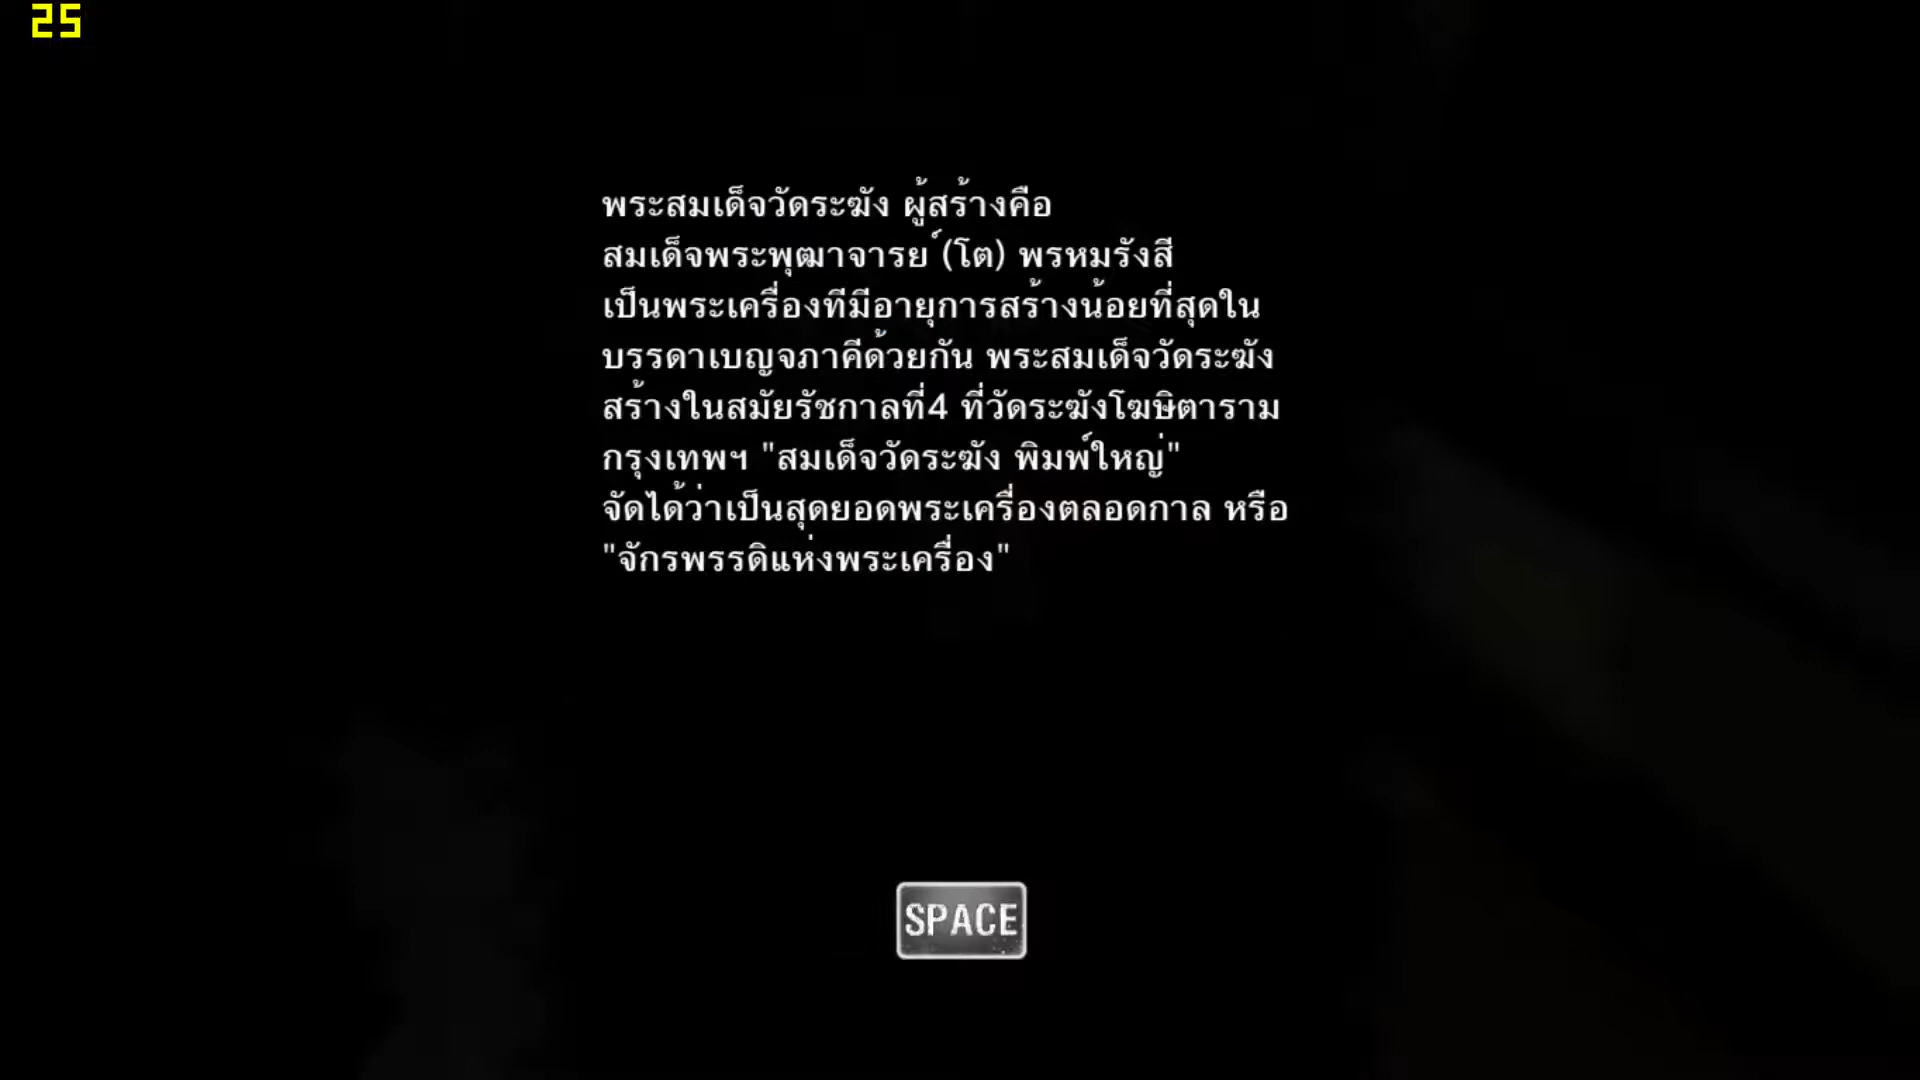 25
พระสมเด็จวัดระฆัง ผู้สร้างคือ
สมเด็จพระพุฒาจารย์ (โต) พรหมรังสี
เป็นพระเครื่องทีมีอายุการสร้างน้อยที่สุดใน
บรรดาเบญจภาคีด้วยกัน พระสมเด็จวัดระฆัง
สร้างในสมัยรัชกาลที่4 ที่วัดระฆังโฆษิตาราม
กรุงเทพฯ "สมเด็จวัดระฆัง พิมพ์ใหญ่"
จัดได้ว่าเป็นสุดยอดพระเครื่องตลอดกาล หรือ
"จักรพรรดิแห่งพระเครื่อง"
SPACE